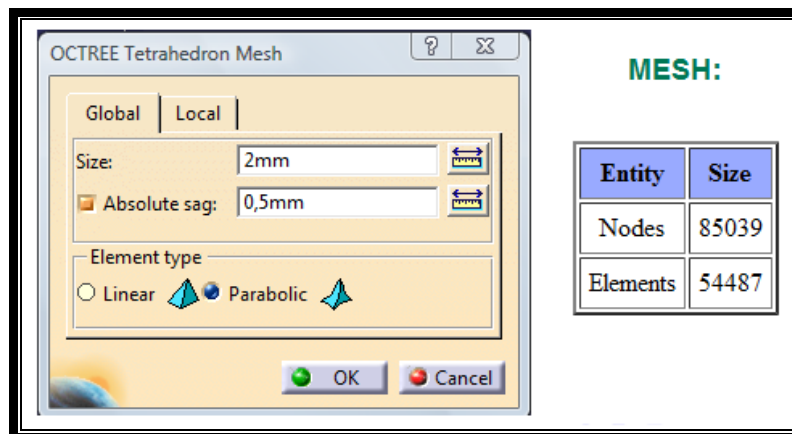 OCTREE Tetrahedron Mesh
Global Local
Size: 2mm
Absolute sag: 0,5mm
Element type
Linear Parabolic
OK Cancel
MESH:
Entity Size
Nodes 85039
Elements 54487